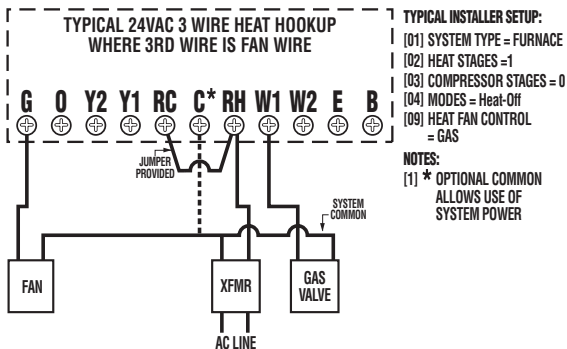 TYPICAL 24VAC 3 WIRE HEAT HOOKUP
WHERE 3RD WIRE IS FAN WIRE
G O Y2 Y1 RC C* RH W1 W2 E B
JUMPER
PROVIDED
SYSTEM
COMMON
FAN
XFMR
GAS
VALVE
AC LINE
TYPICAL INSTALLER SETUP:
[01] SYSTEM TYPE = FURNACE
[02] HEAT STAGES =1
[03] COMPRESSOR STAGES = 0
[04] MODES = Heat-Off
[09] HEAT FAN CONTROL
= GAS
NOTES:
[1] * OPTIONAL COMMON
ALLOWS USE OF
SYSTEM POWER